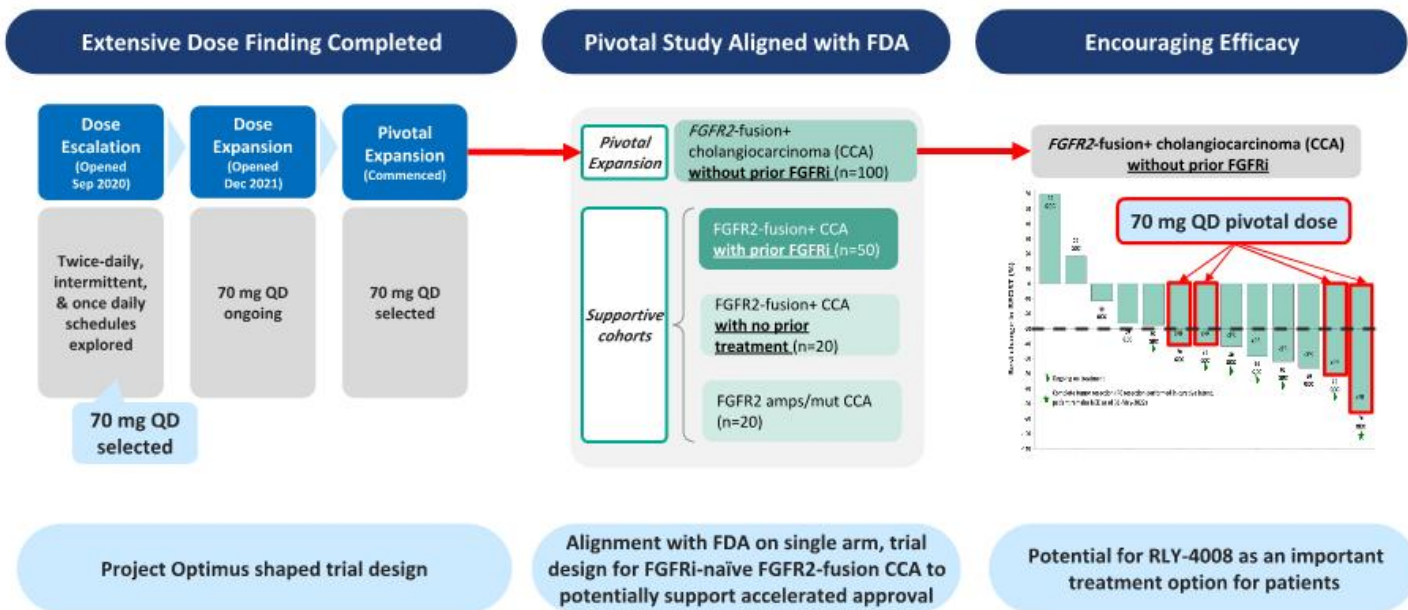 Extensive Dose Finding Completed
Dose
Escalation
(Opened
Sep 2020)
Dose
Expansion
(Opened
Dec 2021)
Pivotal
Expansion
(Commenced)
Twice-daily,
intermittent,
& once daily
schedules
explored
70 mg QD
ongoing
70 mg QD
selected
70 mg QD
selected
Project Optimus shaped trial design
Pivotal Study Aligned with FDA
Pivotal
Expansion
FGFR2-fusion+
cholangiocarcinoma (CCA)
without prior FGFRi (n=100)
Supportive
cohorts
FGFR2-fusion+ CCA
with prior FGFRi (n=50)
FGFR2-fusion+ CCA
with no prior
treatment (n=20)
FGFR2 amps/mut CCA
(n=20)
Alignment with FDA on single arm, trial
design for FGFRi-naïve FGFR2-fusion CCA to
potentially support accelerated approval
Encouraging Efficacy
FGFR2-fusion+ cholangiocarcinoma (CCA)
without prior FGFRi
70 mg QD pivotal dose
Ongoing on treatment
Potential for RLY-4008 as an important
treatment option for patients